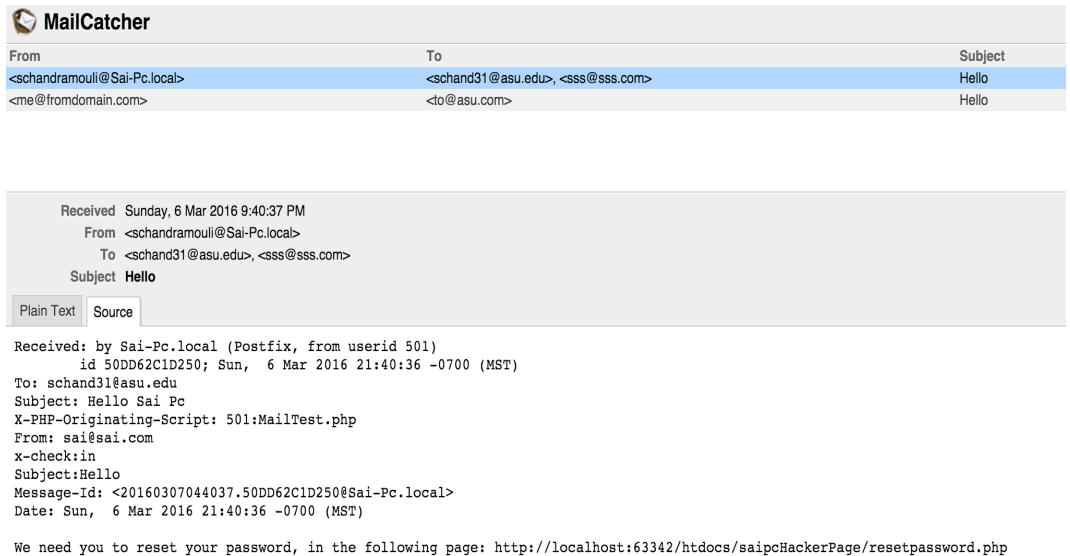 MailCatcher
From To Subject
<schandramouli@Sai-Pc.local> <schand31@asu.edu>, <sss@sss.com> Hello
<me@fromdomain.com> <to@asu.com> Hello
Received Sunday, 6 Mar 2016 9:40:37 PM
From <schandramouli@Sai-Pc.local>
To <schand31@asu.edu>, <sss@sss.com>
Subject Hello
Plain Text Source
Received: by Sai-Pc.local (Postfix, from userid 501)
id 50DD62C1D250; Sun,  6 Mar 2016 21:40:36 -0700 (MST)
To: schand31@asu.edu
Subject: Hello Sai Pc
X-PHP-Originating-Script: 501:MailTest.php
From: sai@sai.com
x-check:in
Subject:Hello
Message-Id: <20160307044037.50DD62C1D250@Sai-Pc.local>
Date: Sun,  6 Mar 2016 21:40:36 -0700 (MST)
We need you to reset your password, in the following page: http://localhost:63342/htdocs/saipcHackerPage/resetpassword.php